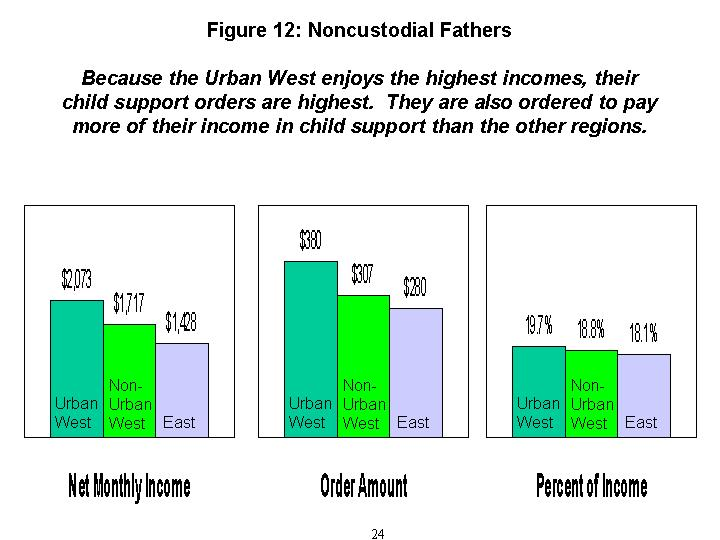 Figure 12: Noncustodial Fathers
Because the Urban West enjoys the highest incomes, their
child support orders are highest. They are also ordered to pay
more of their income in child support than the other regions.
$2,073
$1,717
$1,428
Urban West
Non-Urban West
East
Net Monthly Income
$380
$307
$280
Urban West
Non-Urban West
East
Order Amount
19.7%
18.8%
18.1%
Urban West
Non-Urban West
East
Percent of Income
24